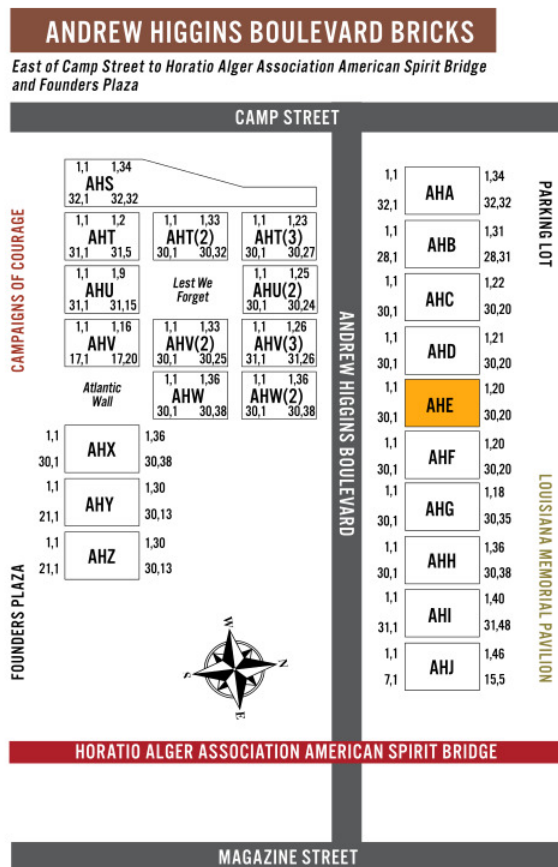 ANDREW HIGGINS BOULEVARD BRICKS
East of Camp Street to Horatio Alger Association American Spirit Bridge
and Founders Plaza
CAMP STREET
CAMPAIGNS OF COURAGE
1,1 1,34
AHS
32,1 32,32
1,1 1,2
AHT
31,1 31,5
1,1 1,33
AHT(2)
30,1 30,32
1,1 1,23
AHT(3)
30,1 30,27
1,1 1,9
AHU
31,1 31,15
Lest We
Forget
1,1 1,25
AHU(2)
30,1 30,24
1,1 1,16
AHV
17,1 17,20
1,1 1,33
AHV(2)
30,1 30,25
1,1 1,26
AHV(3)
31,1 31,26
Atlantic
Wall
1,1 1,36
AHW
30,1 30,38
1,1 1,36
AHW(2)
30,1 30,38
1,1 1,36
AHX
30,1 30,38
1,1 1,30
AHY
21,1 30,13
1,1 1,30
AHZ
21,1 30,13
FOUNDERS PLAZA
W
N
S
E
ANDREW HIGGINS BOULEVARD
1,1 1,34
AHA
32,1 32,32
1,1 1,31
AHB
28,1 28,31
1,1 1,22
AHC
30,1 30,20
1,1 1,21
AHD
30,1 30,20
1,1 1,20
AHE
30,1 30,20
1,1 1,20
AHF
30,1 30,20
1,1 1,18
AHG
30,1 30,35
1,1 1,36
AHH
30,1 30,38
1,1 1,40
AHI
31,1 31,48
1,1 1,46
AHJ
7,1 15,5
PARKING LOT
LOUISIANA MEMORIAL PAVILION
HORATIO ALGER ASSOCIATION AMERICAN SPIRIT BRIDGE
MAGAZINE STREET